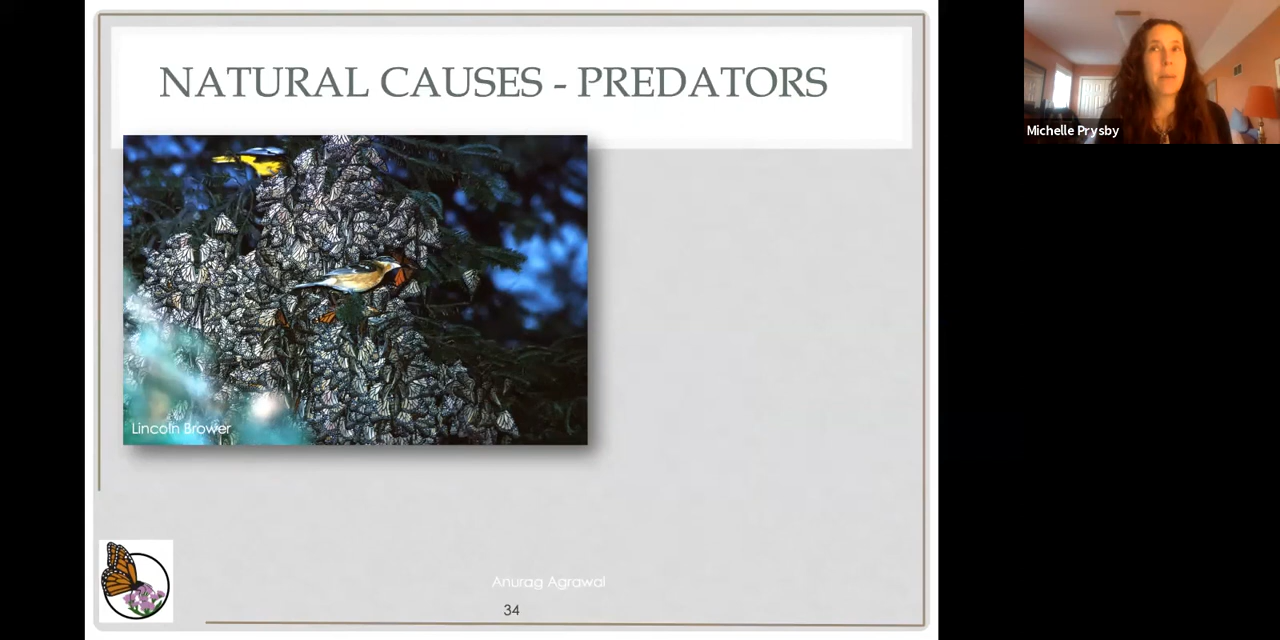 NATURAL CAUSES - PREDATORS
Michelle Prysby
Lincoln Brower
Anurag Agrawal
34